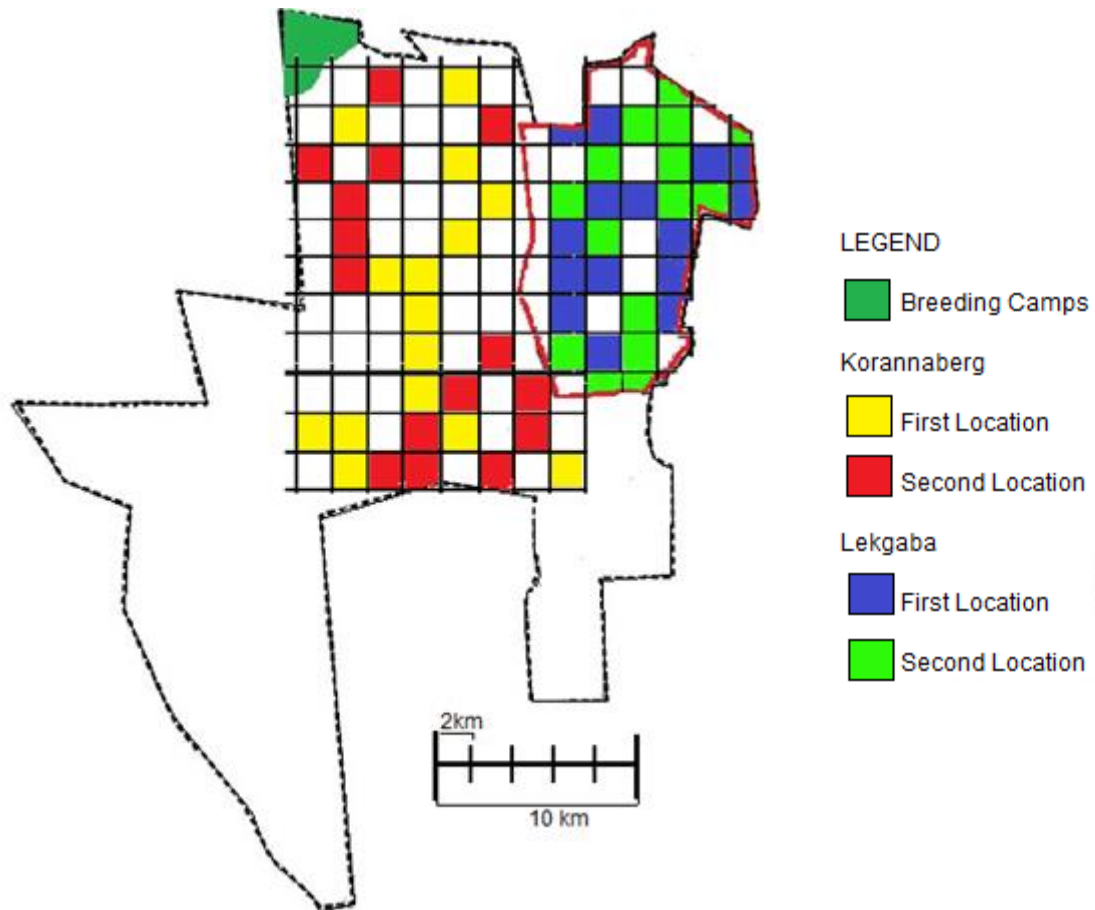 LEGEND
Breeding Camps
Korannaberg
First Location
Second Location
Lekgaba
First Location
Second Location
2km
10 km